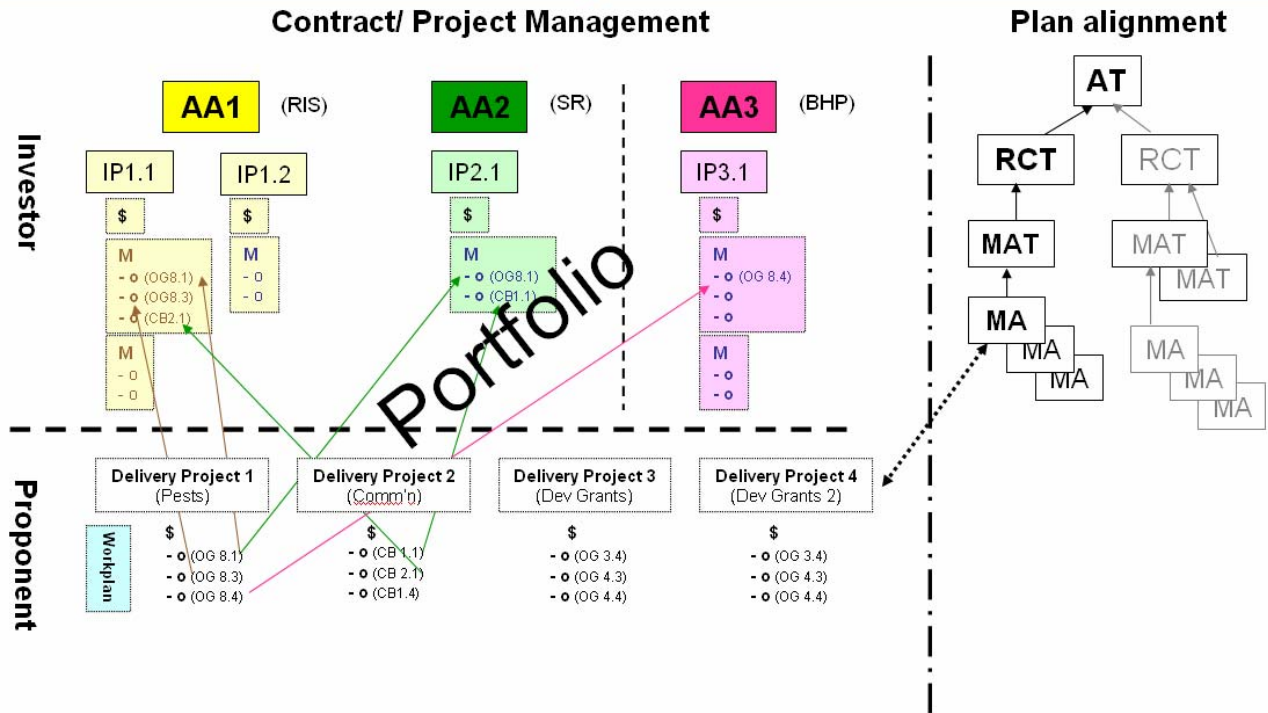 Contract/ Project Management
Plan alignment
Investor
AA1 (RIS)
AA2 (SR)
AA3 (BHP)
IP1.1
IP1.2
IP2.1
IP3.1
$
$
$
$
M
- o (OG8.1)
- o (OG8.3)
- o (CB2.1)
M
- o
- o
M
- o
- o
M
- o (OG8.1)
- o (CB1.1)
M
- o (OG 8.4)
- o
- o
M
- o
- o
Portfolio
AT
RCT
RCT
MAT
MAT
MAT
MA
MA
MA
MA
MA
MA
Proponent
Delivery Project 1
(Pests)
Delivery Project 2
(Comm'n)
Delivery Project 3
(Dev Grants)
Delivery Project 4
(Dev Grants 2)
Workplan
$
- o (OG 8.1)
- o (OG 8.3)
- o (OG 8.4)
$
- o (CB 1.1)
- o (CB 2.1)
- o (CB1.4)
$
- o (OG 3.4)
- o (OG 4.3)
- o (OG 4.4)
$
- o (OG 3.4)
- o (OG 4.3)
- o (OG 4.4)